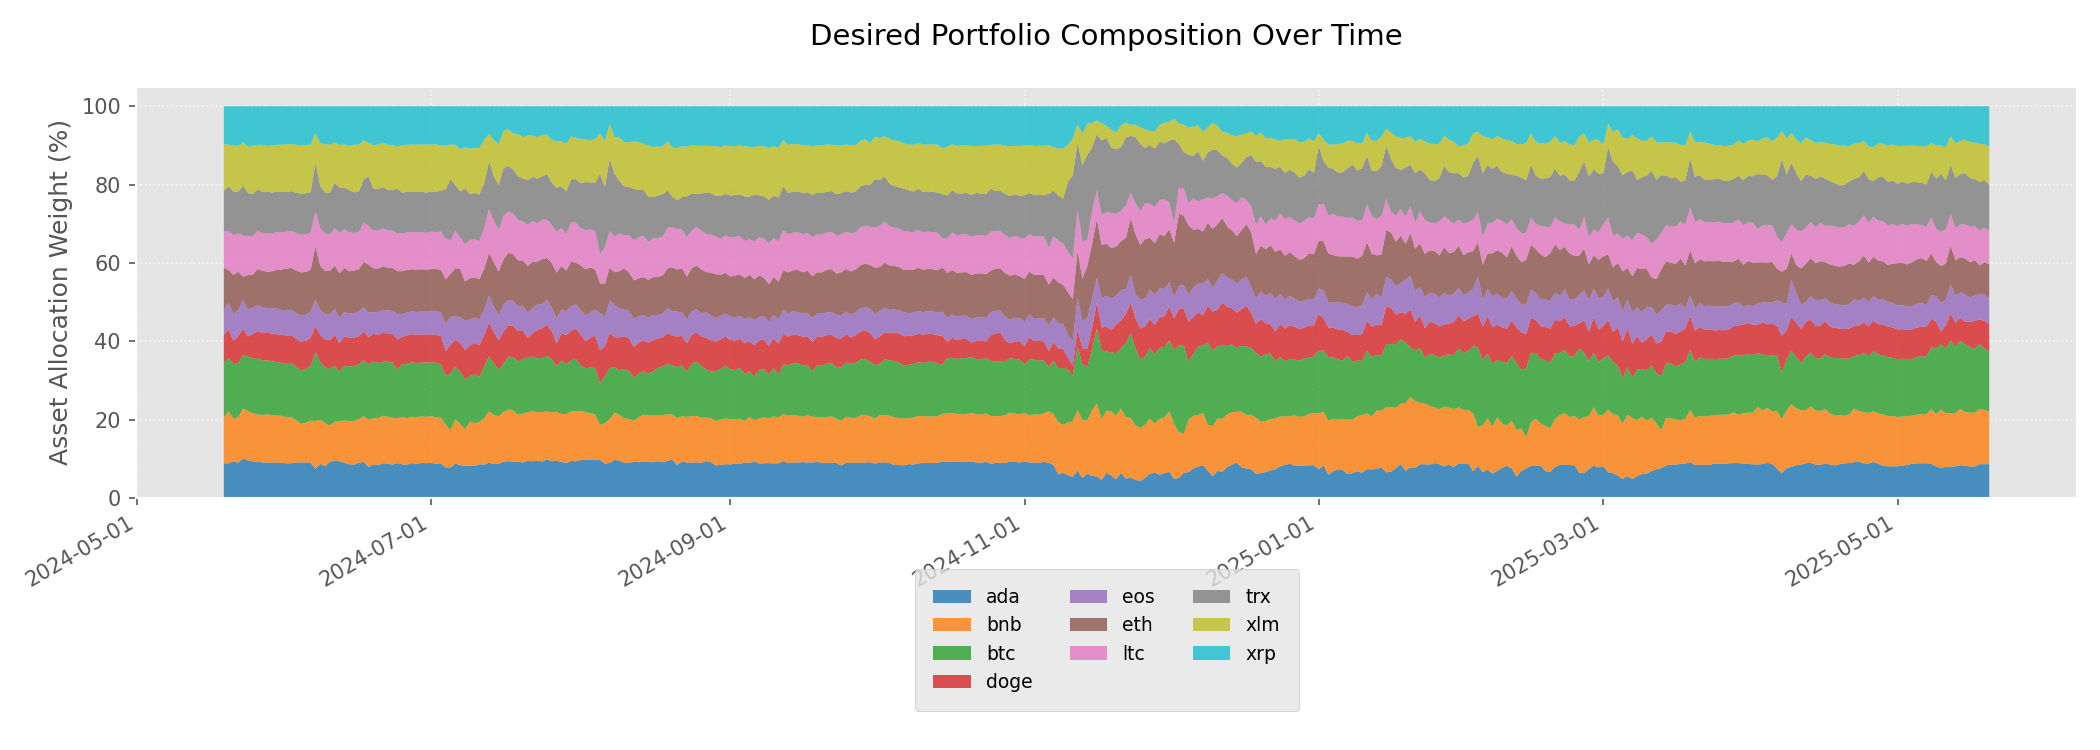 Desired Portfolio Composition Over Time
Asset Allocation Weight (%)
100
80
60
40
20
0
2024-05-01
2024-07-01
2024-09-01
2024-11-01
2025-01-01
2025-03-01
2025-05-01
ada
bnb
btc
doge
eos
eth
ltc
trx
xlm
xrp